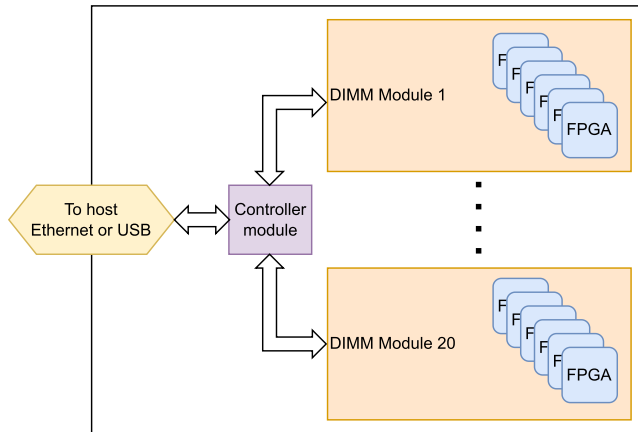 DIMM Module 1
F
F
F
F
F
FPGA
To host
Ethernet or USB
Controller
module
DIMM Module 20
F
F
F
F
F
FPGA